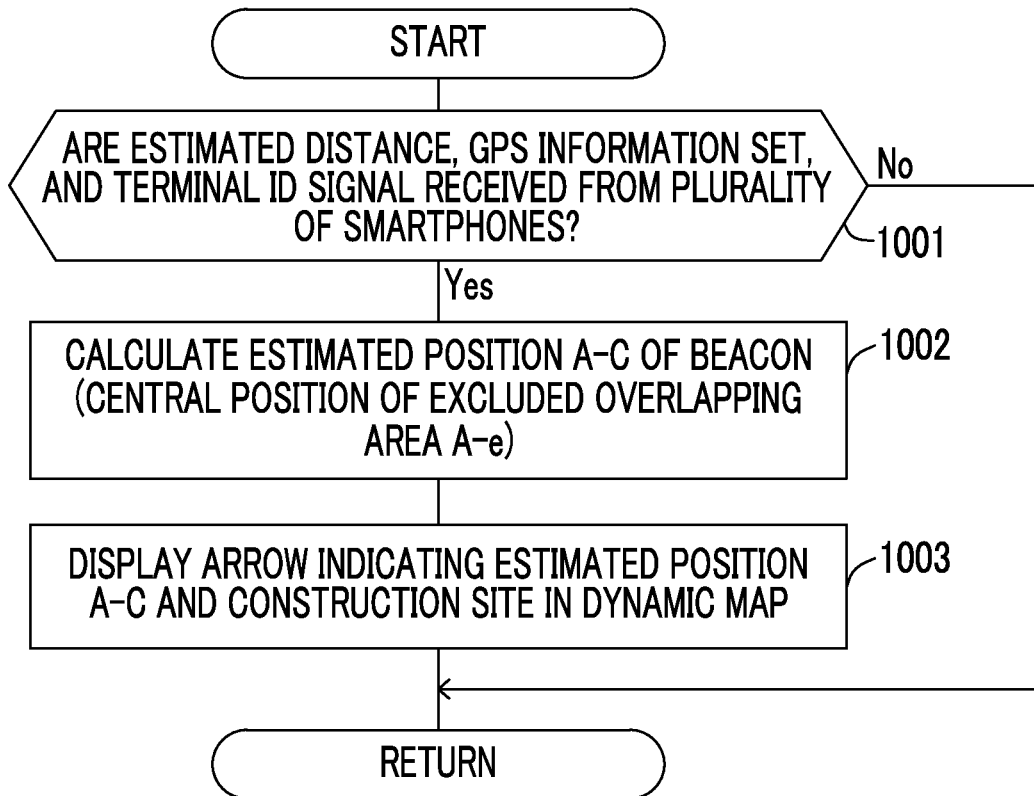 START
ARE ESTIMATED DISTANCE, GPS INFORMATION SET,
AND TERMINAL ID SIGNAL RECEIVED FROM PLURALITY
OF SMARTPHONES?
No
1001
Yes
CALCULATE ESTIMATED POSITION A-C OF BEACON
(CENTRAL POSITION OF EXCLUDED OVERLAPPING
AREA A-e)
1002
DISPLAY ARROW INDICATING ESTIMATED POSITION
A-C AND CONSTRUCTION SITE IN DYNAMIC MAP
1003
RETURN